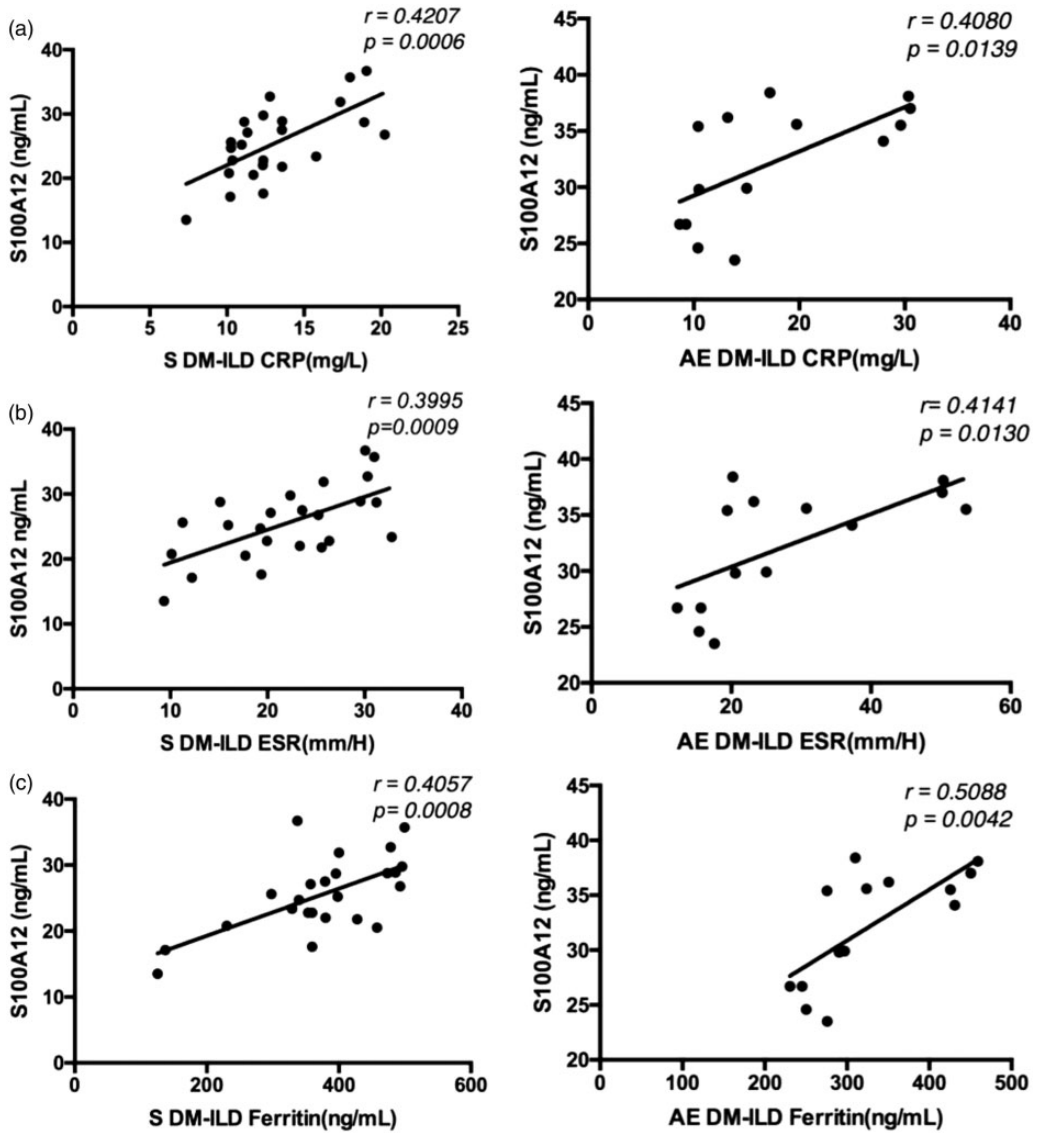 (a)
r = 0.4207
p = 0.0006
S100A12 (ng/mL)
40
30
20
10
0
0 5 10 15 20 25
S DM-ILD CRP(mg/L)
r = 0.4080
p = 0.0139
S100A12 (ng/mL)
45
40
35
30
25
20
0 10 20 30 40
AE DM-ILD CRP(mg/L)
(b)
r = 0.3995
p=0.0009
S100A12 ng/mL
40
30
20
10
0
0 10 20 30 40
S DM-ILD ESR(mm/H)
r= 0.4141
p = 0.0130
S100A12 (ng/mL)
45
40
35
30
25
20
0 20 40 60
AE DM-ILD ESR(mm/H)
(c)
r = 0.4057
p= 0.0008
S100A12 (ng/mL)
40
30
20
10
0
0 200 400 600
S DM-ILD Ferritin(ng/mL)
r = 0.5088
p = 0.0042
S100A12 (ng/mL)
45
40
35
30
25
20
0 100 200 300 400 500
AE DM-ILD Ferritin(ng/mL)